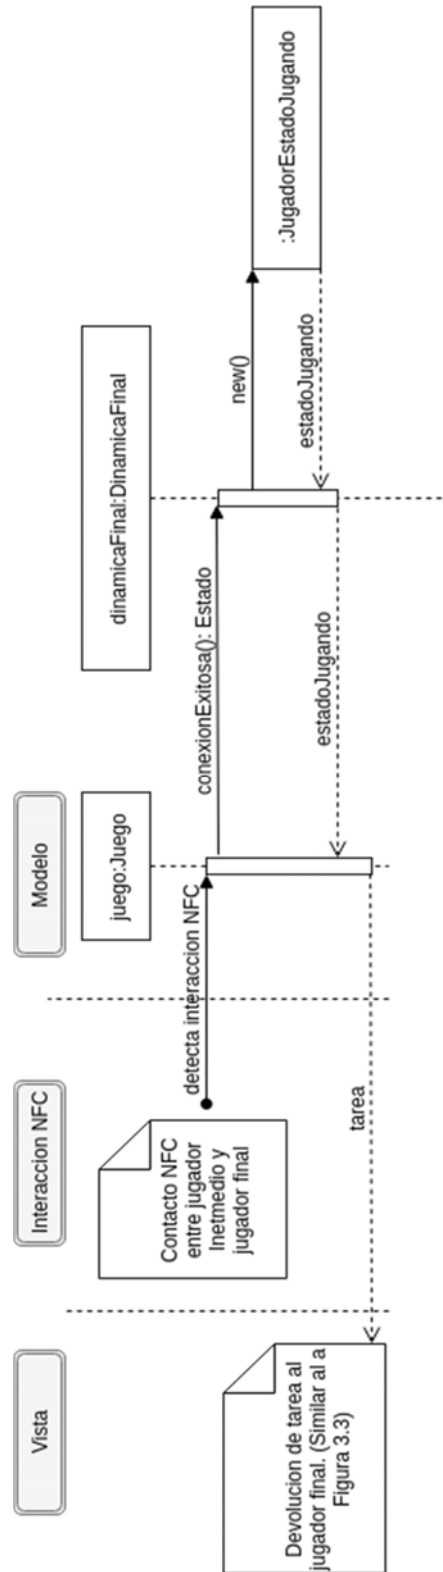 Vista
Interaccion NFC
Modelo
juego:Juego
dinamicaFinal:DinamicaFinal
:JugadorEstadoJugando
Contacto NFC
entre jugador
Inetmedio y
jugador final
detecta interaccion NFC
conexionExitosa(): Estado
new()
estadoJugando
estadoJugando
tarea
Devolucion de tarea al
jugador final. (Similar al a
Figura 3.3)